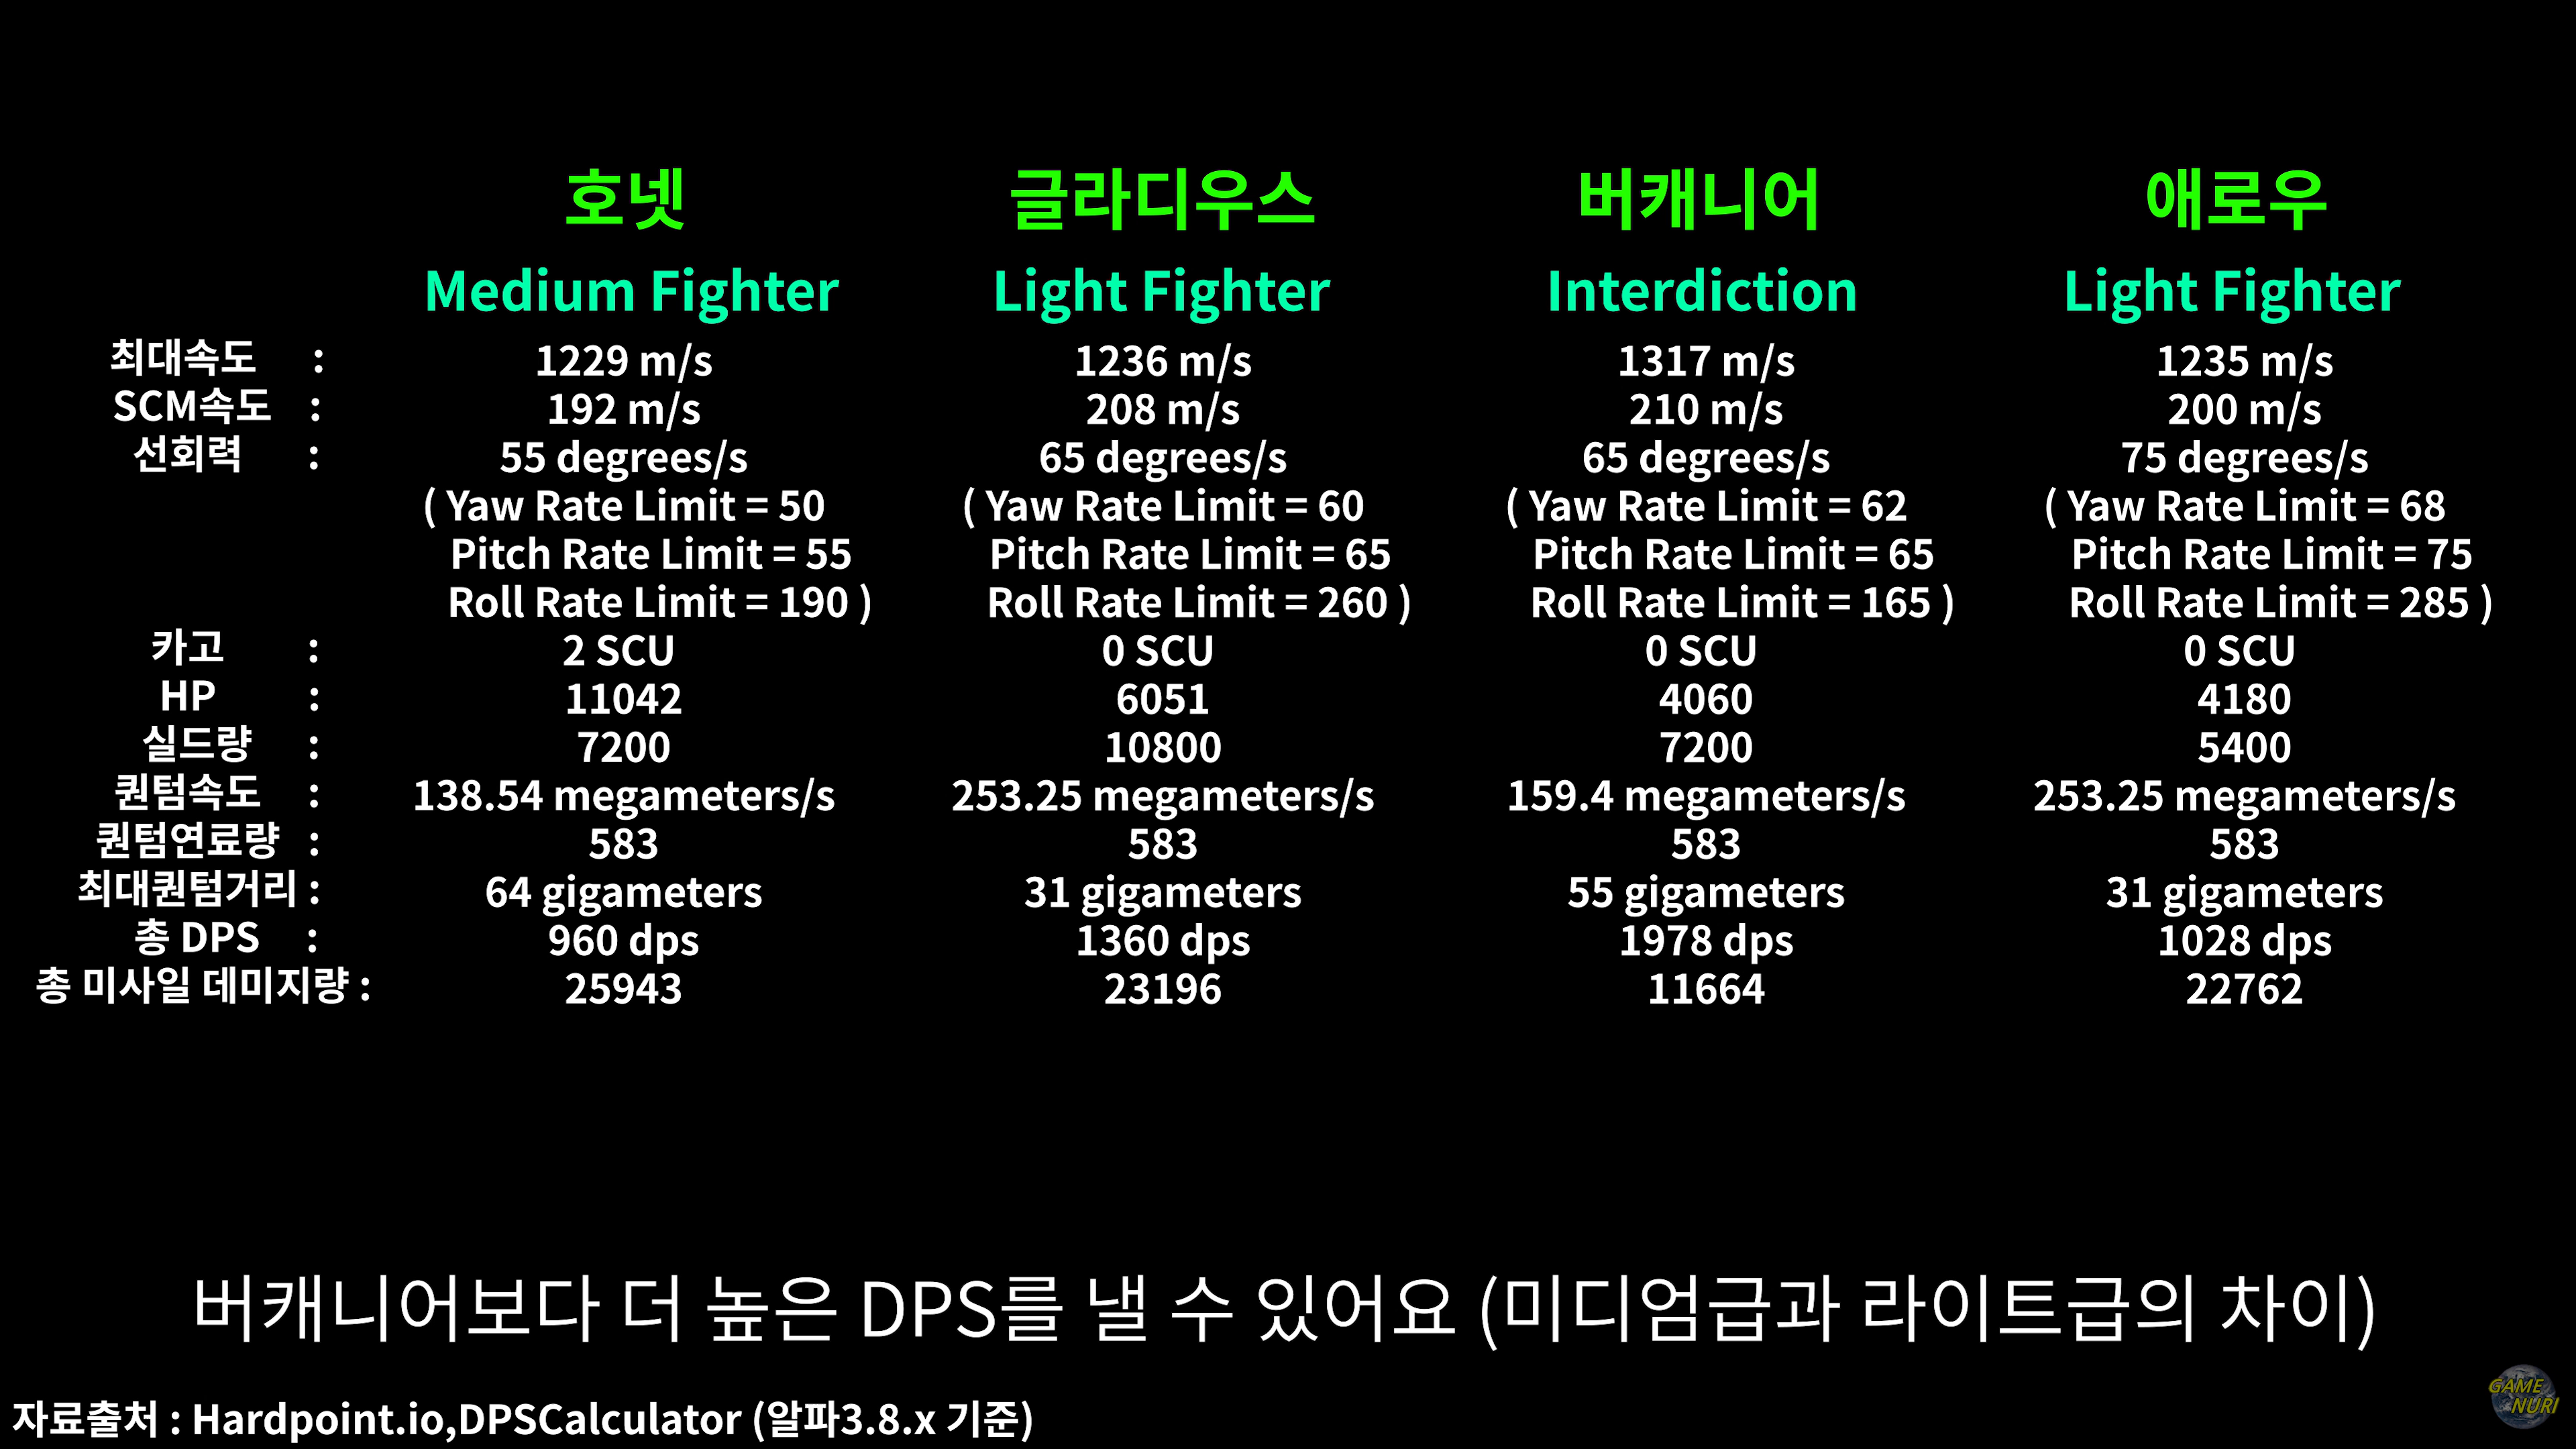 호넷 글라디우스 버캐니어 애로우
Medium Fighter Light Fighter Interdiction Light Fighter
최대속도 : 1229 m/s 1236 m/s 1317 m/s 1235 m/s
SCM속도 : 192 m/s 208 m/s 210 m/s 200 m/s
선회력 : 55 degrees/s 65 degrees/s 65 degrees/s 75 degrees/s
( Yaw Rate Limit = 50 ( Yaw Rate Limit = 60 ( Yaw Rate Limit = 62 ( Yaw Rate Limit = 68
Pitch Rate Limit = 55 Pitch Rate Limit = 65 Pitch Rate Limit = 65 Pitch Rate Limit = 75
Roll Rate Limit = 190 ) Roll Rate Limit = 260 ) Roll Rate Limit = 165 ) Roll Rate Limit = 285 )
카고 : 2 SCU 0 SCU 0 SCU 0 SCU
HP : 11042 6051 4060 4180
실드량 : 7200 10800 7200 5400
퀀텀속도 : 138.54 megameters/s 253.25 megameters/s 159.4 megameters/s 253.25 megameters/s
퀀텀연료량 : 583 583 583 583
최대퀀텀거리 : 64 gigameters 31 gigameters 55 gigameters 31 gigameters
총 DPS : 960 dps 1360 dps 1978 dps 1028 dps
총 미사일 데미지량 : 25943 23196 11664 22762
버캐니어보다 더 높은 DPS를 낼 수 있어요 (미디엄급과 라이트급의 차이)
GAME
NURI
자료출처 : Hardpoint.io,DPSCalculator (알파3.8.x 기준)